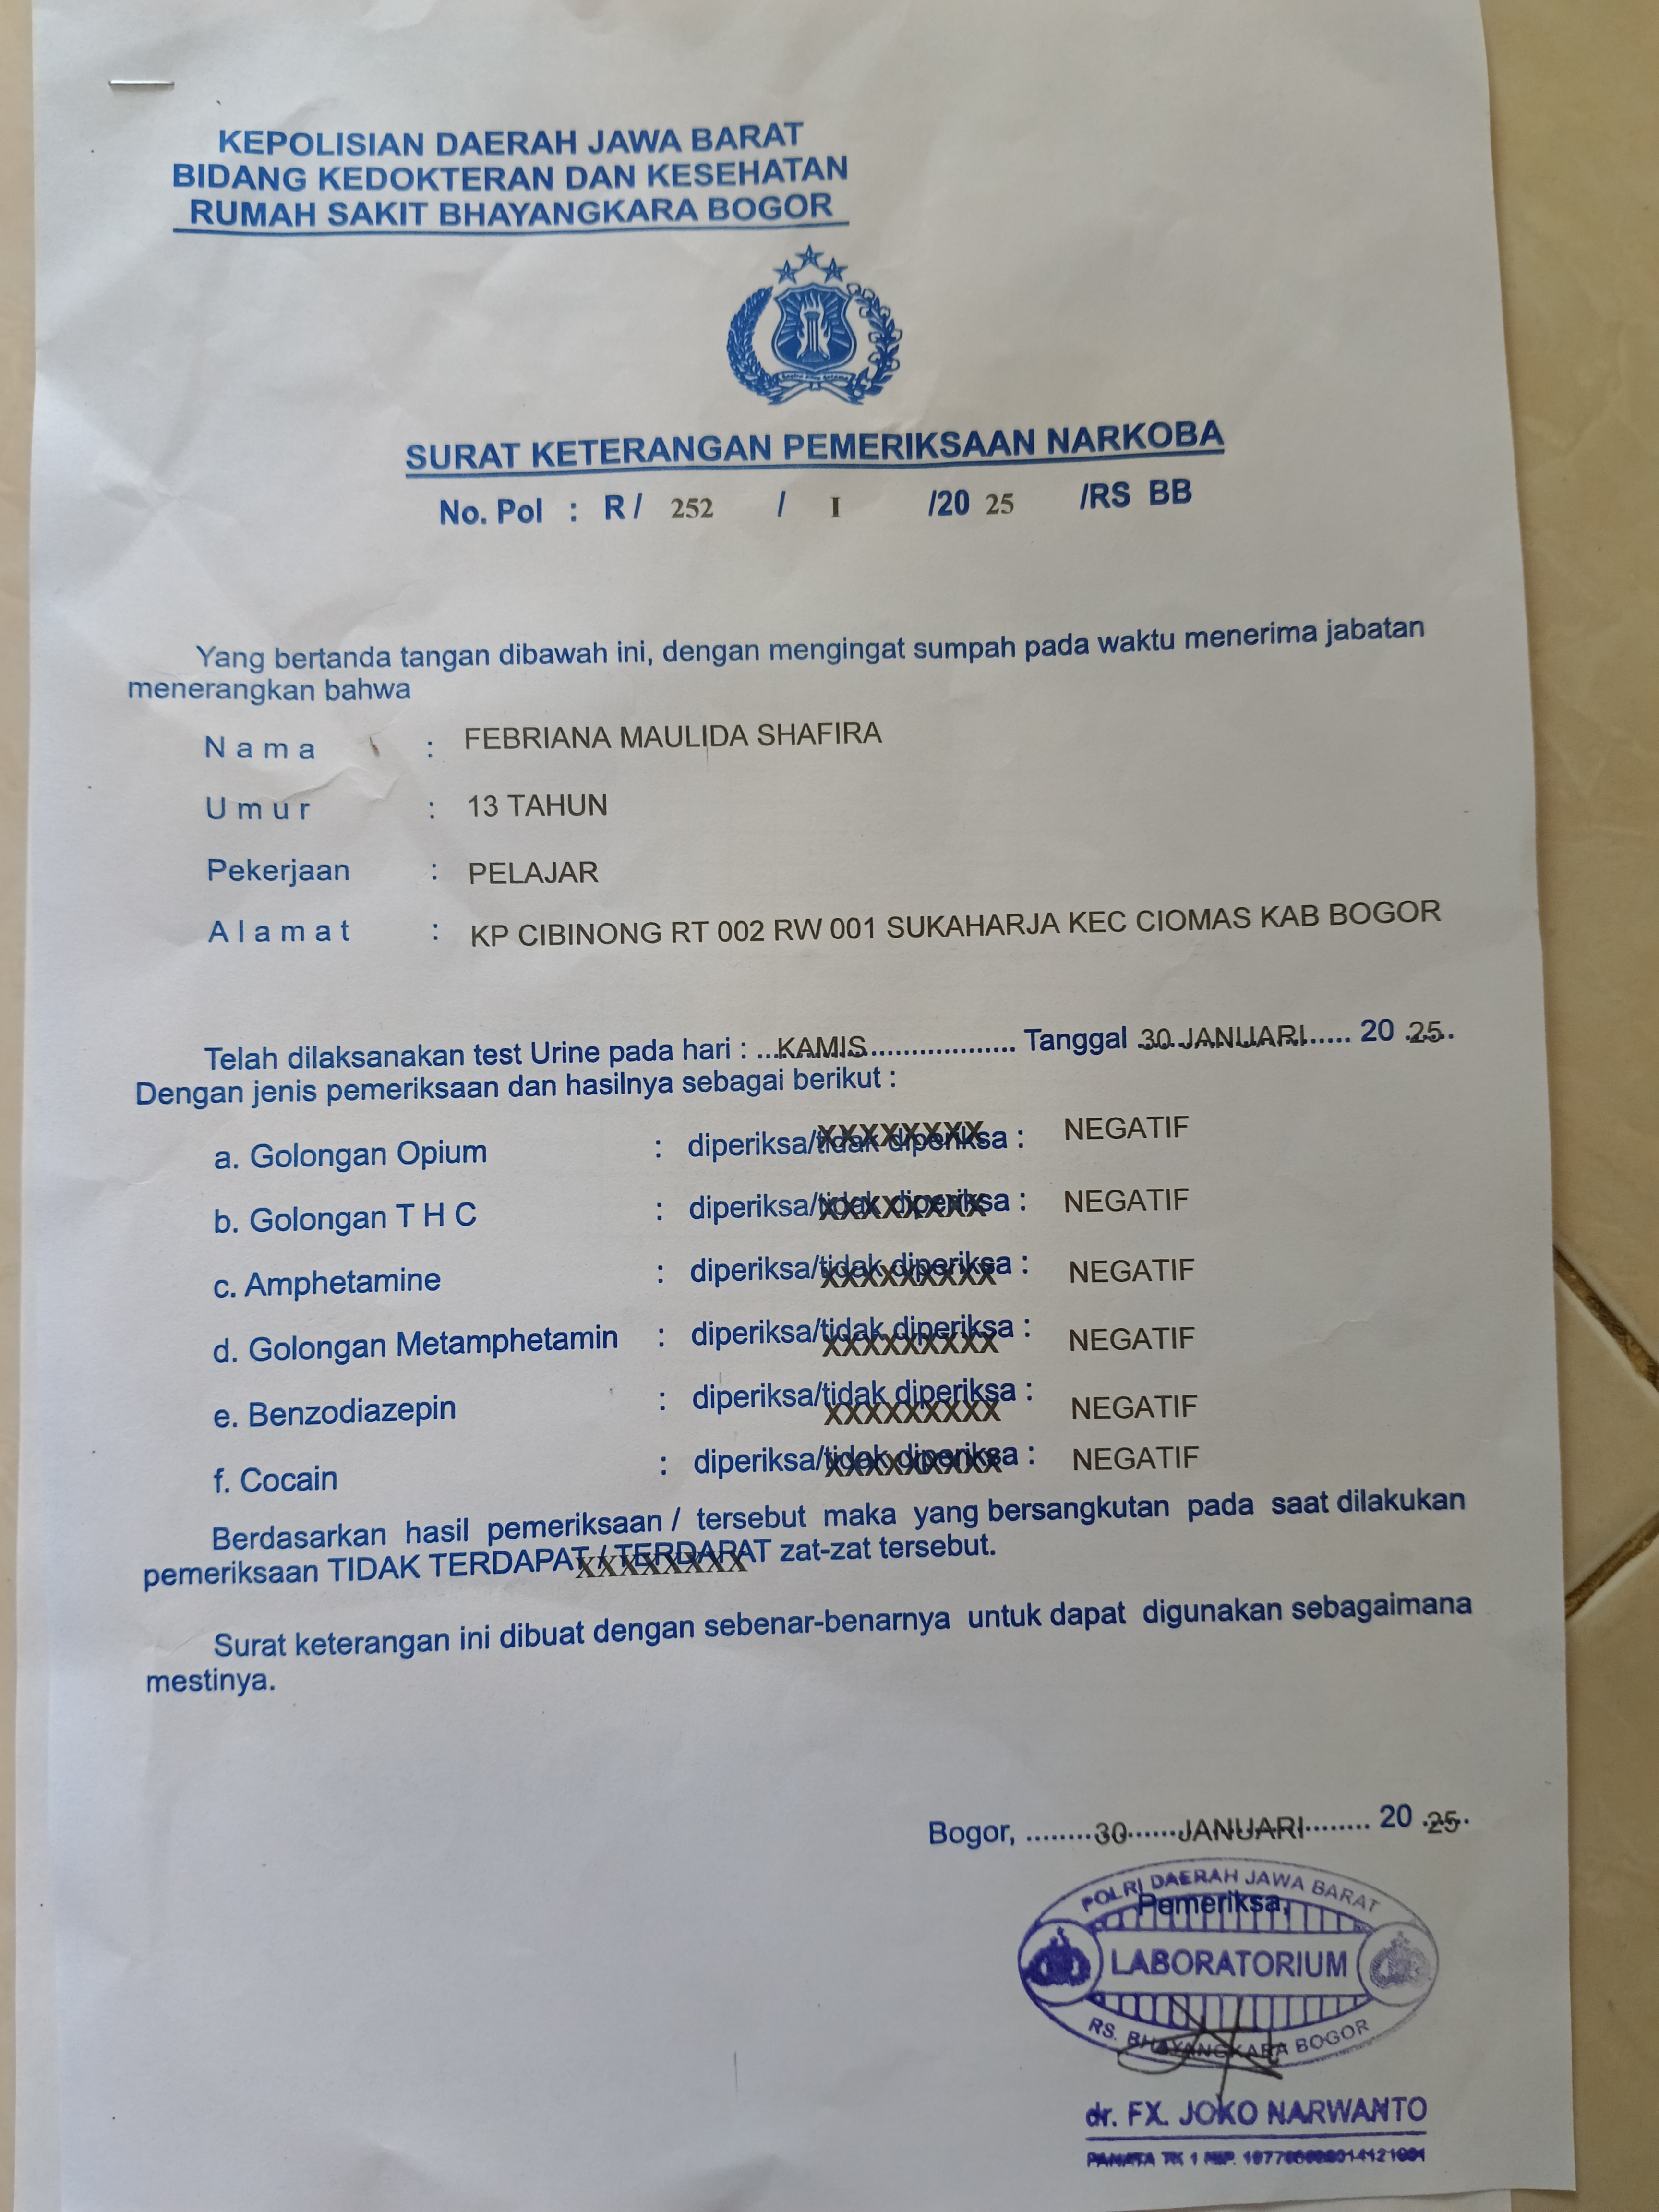 KEPOLISIAN DAERAH JAWA BARAT
BIDANG KEDOKTERAN DAN KESEHATAN
RUMAH SAKIT BHAYANGKARA BOGOR
SURAT KETERANGAN PEMERIKSAAN NARKOBA
No. Pol : R / 252 / I /20 25 /RS BB
Yang bertanda tangan dibawah ini, dengan mengingat sumpah pada waktu menerima jabatan
menerangkan bahwa
N a m a : FEBRIANA MAULIDA SHAFIRA
U m u r : 13 TAHUN
Pekerjaan : PELAJAR
A l a m a t : KP CIBINONG RT 002 RW 001 SUKAHARJA KEC CIOMAS KAB BOGOR
Telah dilaksanakan test Urine pada hari : ...KAMIS................... Tanggal 30 JANUARI...... 20 25.
Dengan jenis pemeriksaan dan hasilnya sebagai berikut :
a. Golongan Opium : diperiksa/tidak diperiksa : NEGATIF
b. Golongan T H C : diperiksa/tidak diperiksa : NEGATIF
c. Amphetamine : diperiksa/tidak diperiksa : NEGATIF
d. Golongan Metamphetamin : diperiksa/tidak diperiksa : NEGATIF
e. Benzodiazepin : diperiksa/tidak diperiksa : NEGATIF
f. Cocain : diperiksa/tidak diperiksa : NEGATIF
Berdasarkan hasil pemeriksaan / tersebut maka yang bersangkutan pada saat dilakukan
pemeriksaan TIDAK TERDAPAT / TERDAPAT zat-zat tersebut.
Surat keterangan ini dibuat dengan sebenar-benarnya untuk dapat digunakan sebagaimana
mestinya.
Bogor, ........30......JANUARI........ 20 25.
POLRI DAERAH JAWA BARAT
Pemeriksa,
LABORATORIUM
RS. BHAYANGKARA BOGOR
dr. FX. JOKO NARWANTO
PANATA TK 1 NIP.